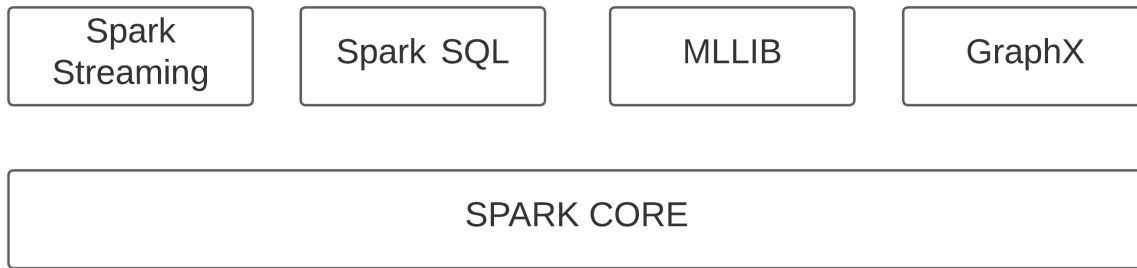 Spark
Streaming
Spark SQL
MLLIB
GraphX
SPARK CORE